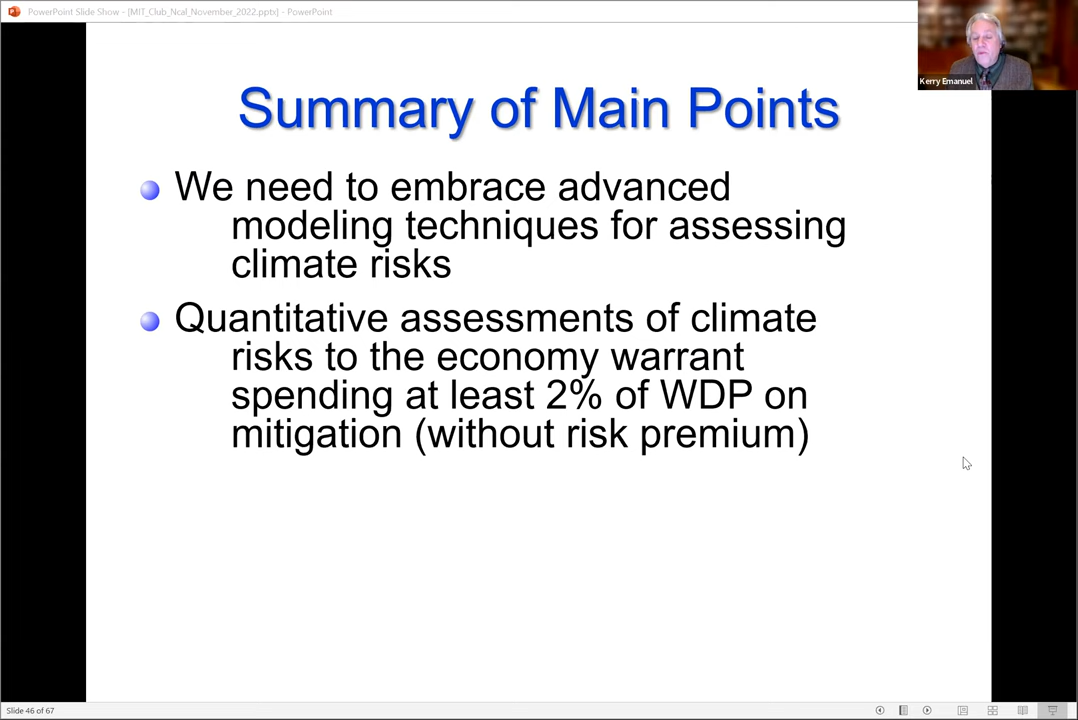 PowerPoint Slide Show - [MIT_Club_Ncal_November_2022.pptx] - PowerPoint
Kerry Emanuel
Summary of Main Points
We need to embrace advanced
modeling techniques for assessing
climate risks
Quantitative assessments of climate
risks to the economy warrant
spending at least 2% of WDP on
mitigation (without risk premium)
Slide 46 of 67